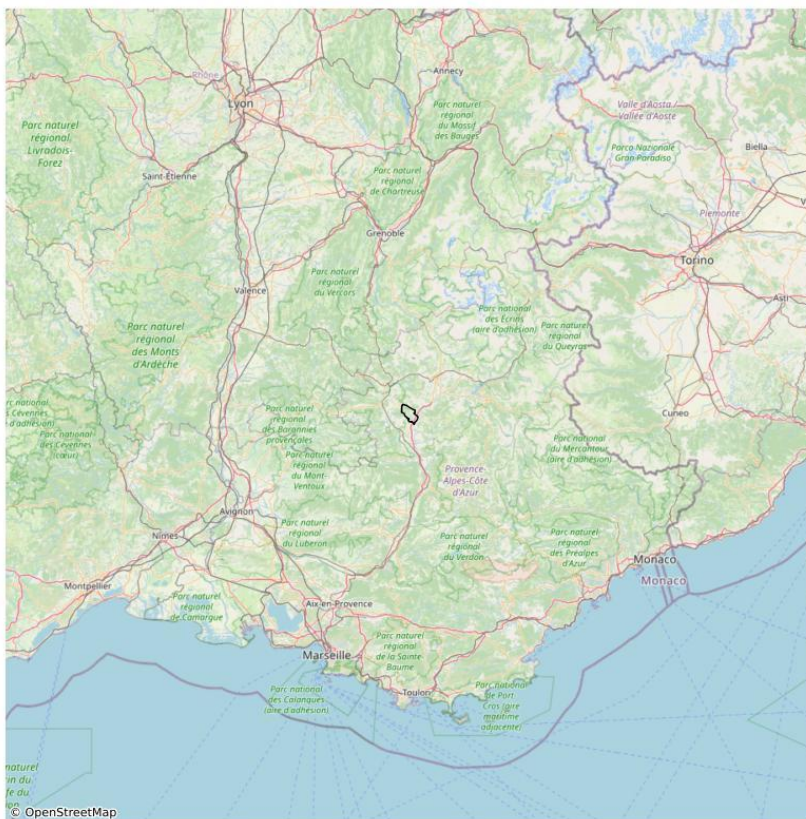 Annecy
Rhône
Lyon
Valle d'Aosta /
Vallée d'Aoste
Parc naturel
régional
du Massif
des Bauges
Parc naturel
régional
Livradois-
Forez
Biella
Parco Nazionale
Gran Paradiso
Saint-Étienne
Parc naturel
régional
de Chartreuse
Piemonte
Grenoble
Torino
Parc naturel
régional
du Vercors
Valence
Asti
Parc national
des Écrins
(aire d'adhésion)
Parc naturel
régional
du Queyras
Parc naturel
régional
des Monts
d'Ardèche
Cuneo
d'adhésion)
Parc national
des Cévennes
(cœur)
Parc naturel
régional
des Baronnies
provençales
Parc national
du Mercantour
(aire d'adhésion)
Parc naturel
régional
du Mont-
Ventoux
Provence
Alpes-Côte
d'Azur
Avignon
Nîmes
Parc naturel
régional
du Luberon
Parc naturel
régional
du Verdon
Parc naturel
régional
des Préalpes
d'Azur
Monaco
Monaco
Montpellier
Parc naturel
régional
de Camargue
Aix-en-Provence
Marseille
Parc naturel
régional
de la Sainte-
Baume
Parc national
des Calanques
(aire d'adhésion)
Toulon
Parc national
de Port
Cros (aire
maritime
adjacente)
© OpenStreetMap